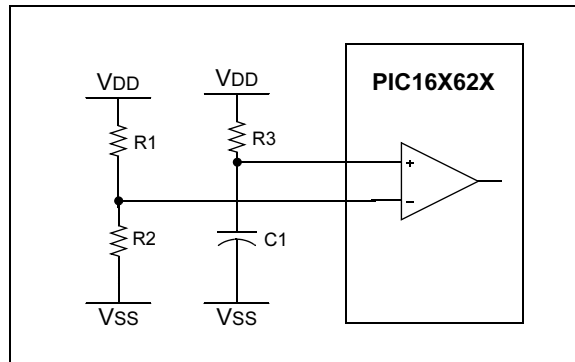 VDD VDD PIC16X62X
R1 R3
+
-
R2 C1
VSS VSS